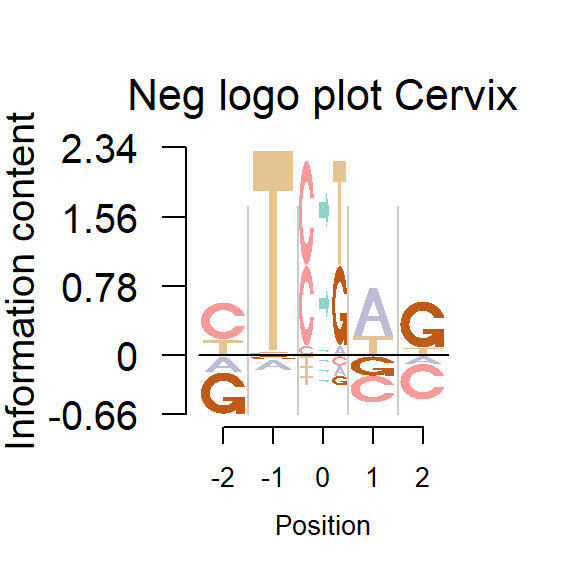 Neg logo plot Cervix
Information content
2.34
1.56
0.78
0
-0.66
C T A G
T A
C T
C G
C A
T C
T A
T G
A T G C
G T A C
-2 -1 0 1 2
Position